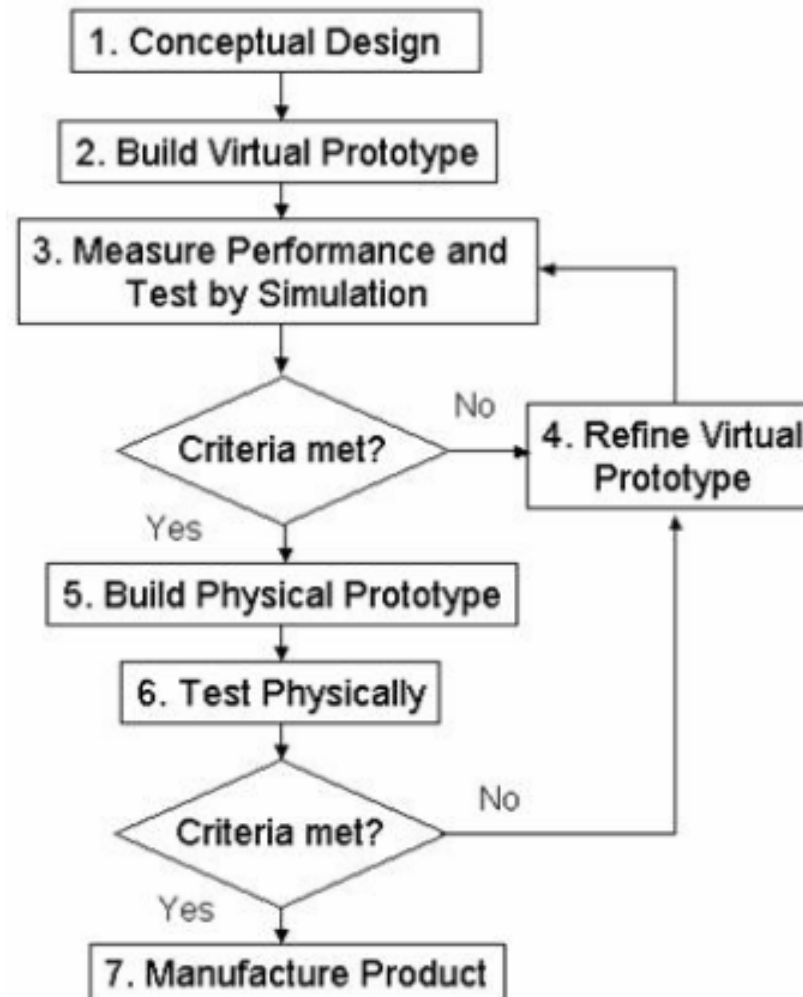 1. Conceptual Design
2. Build Virtual Prototype
3. Measure Performance and
Test by Simulation
Criteria met?
No
4. Refine Virtual
Prototype
Yes
5. Build Physical Prototype
6. Test Physically
Criteria met?
No
Yes
7. Manufacture Product